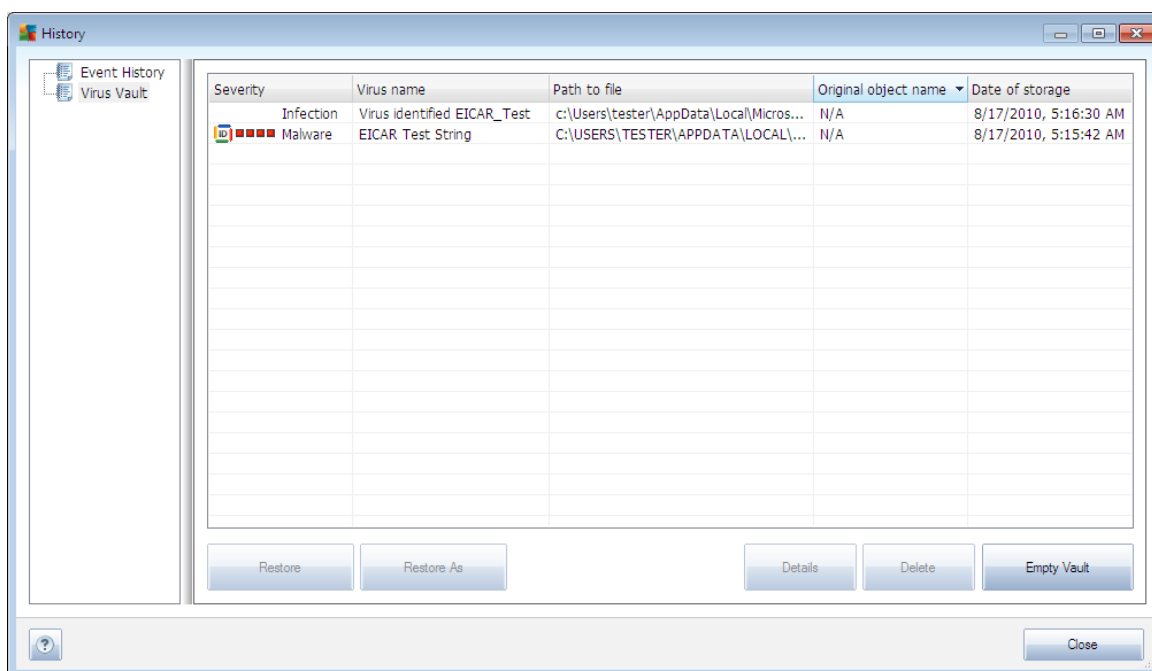 History
Event History
Virus Vault
Severity Virus name Path to file Original object name Date of storage
Infection Virus identified EICAR_Test c:\Users\tester\AppData\Local\Micros... N/A 8/17/2010, 5:16:30 AM
ID Malware EICAR Test String C:\USERS\TESTER\APPDATA\LOCAL\... N/A 8/17/2010, 5:15:42 AM
Restore Restore As Details Delete Empty Vault
? Close